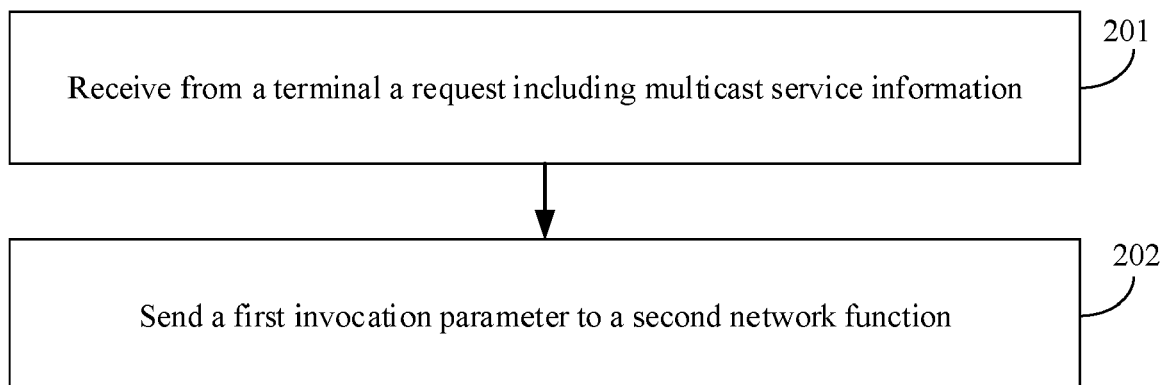 201
Receive from a terminal a request including multicast service information
202
Send a first invocation parameter to a second network function